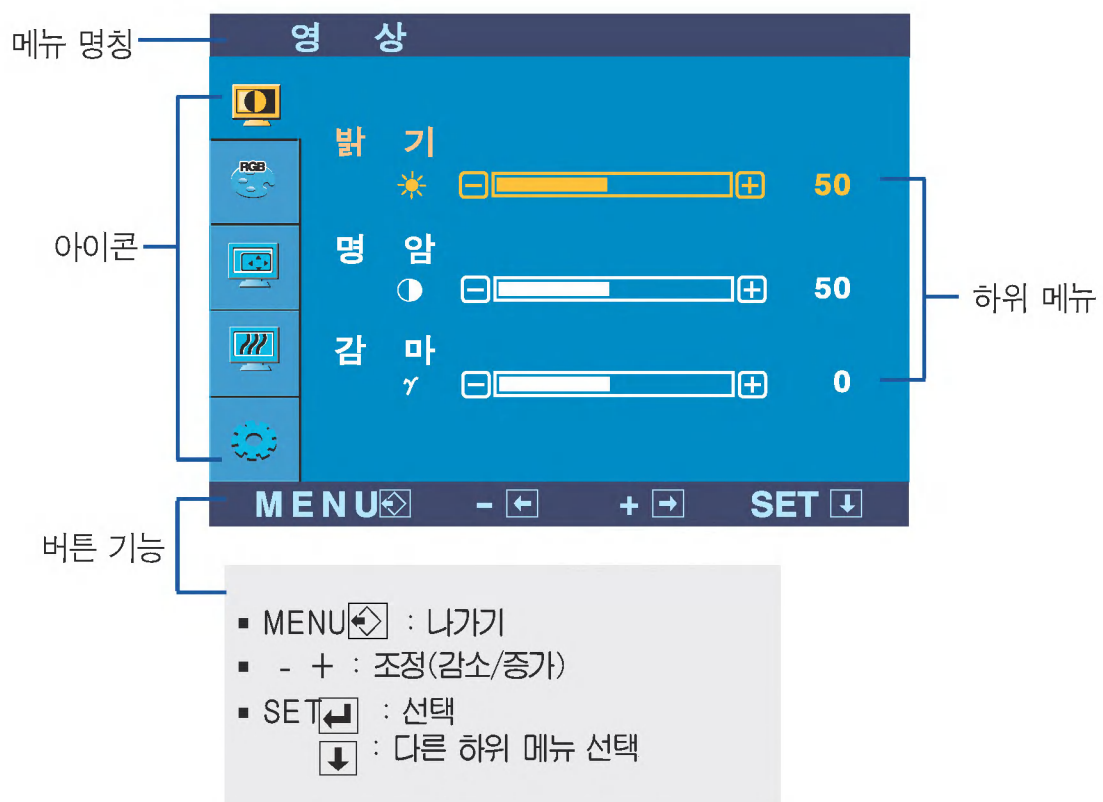 메뉴 명칭
영 상
RGB
아이콘
밝 기
50
명 암
50
감 마
γ
0
하위 메뉴
MENU - + SET
버튼 기능
▪ MENU : 나가기
▪ - + : 조정(감소/증가)
▪ SET : 선택
: 다른 하위 메뉴 선택